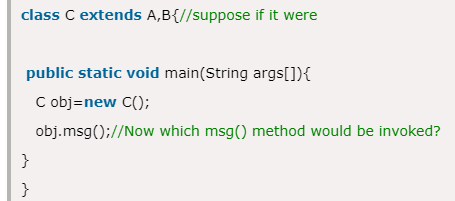 class C extends A,B{//suppose if it were
public static void main(String args[]){
C obj=new C();
obj.msg();//Now which msg() method would be invoked?
}
}